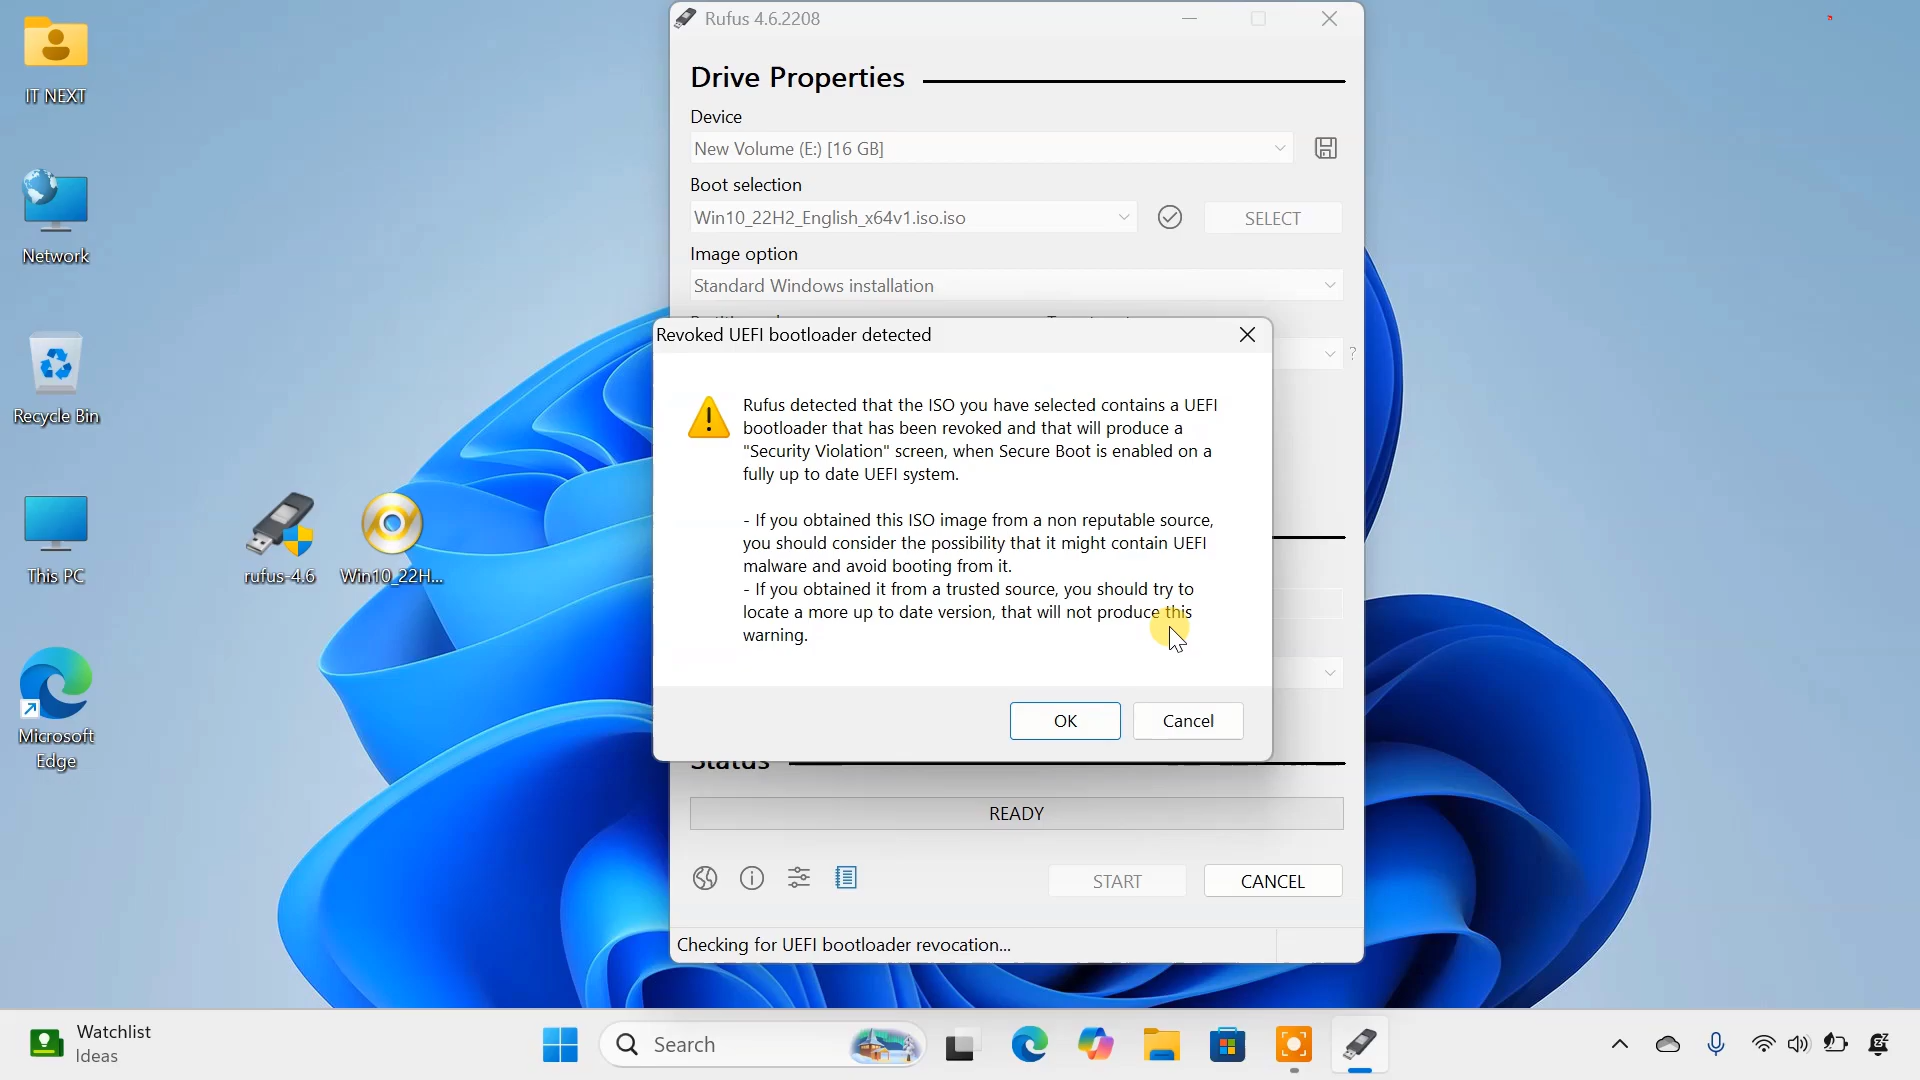 Rufus 4.6.2208
Drive Properties
Device
New Volume (E:) [16 GB]
Boot selection
Win10_22H2_English_x64v1.iso.iso
SELECT
Image option
Standard Windows installation
?
Revoked UEFI bootloader detected
Rufus detected that the ISO you have selected contains a UEFI
bootloader that has been revoked and that will produce a
"Security Violation" screen, when Secure Boot is enabled on a
fully up to date UEFI system.
- If you obtained this ISO image from a non reputable source,
you should consider the possibility that it might contain UEFI
malware and avoid booting from it.
- If you obtained it from a trusted source, you should try to
locate a more up to date version, that will not produce this
warning.
OK
Cancel
Status
READY
START
CANCEL
Checking for UEFI bootloader revocation...
IT NEXT
Network
Recycle Bin
This PC
Microsoft
Edge
rufus-4.6
Win10_22H...
Watchlist
Ideas
Search